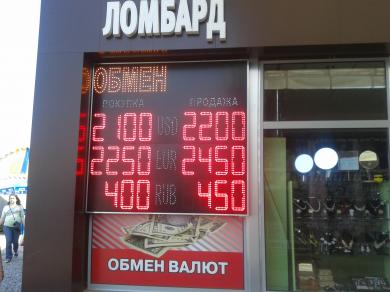 ЛОМБАРД
ОБМЕН
ПОКУПКА ПРОДАЖА
2100 USD 2200
2250 EUR 2450
400 RUB 450
ОБМЕН ВАЛЮТ